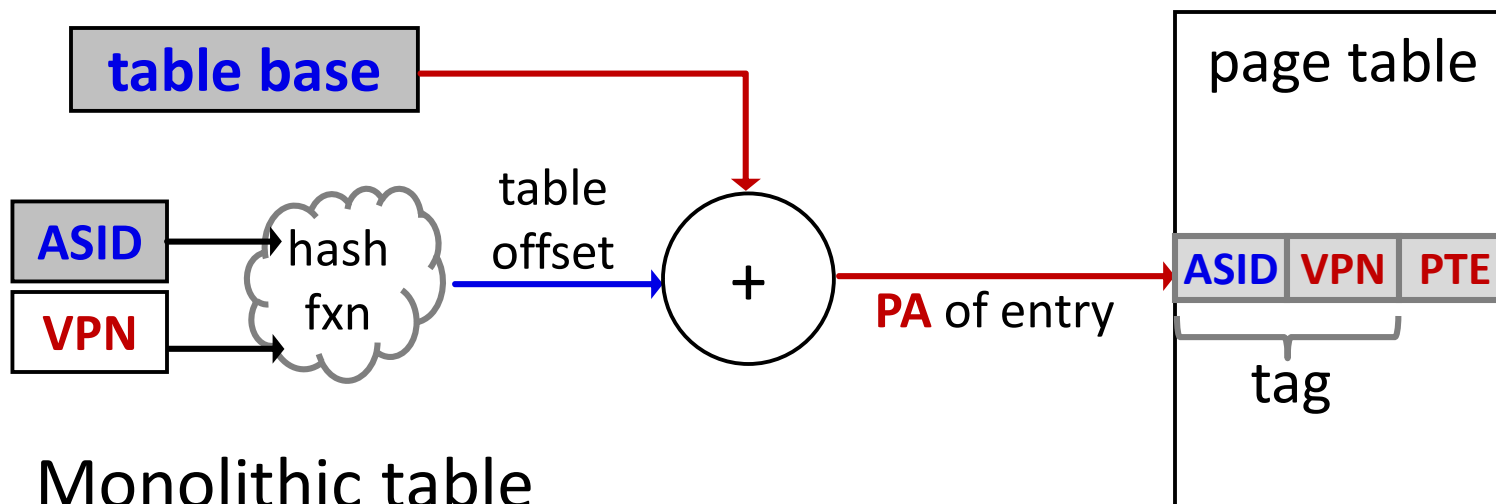 table base
page table
ASID
VPN
hash
fxn
table
offset
+
PA of entry
ASID VPN PTE
tag
Monolithic table